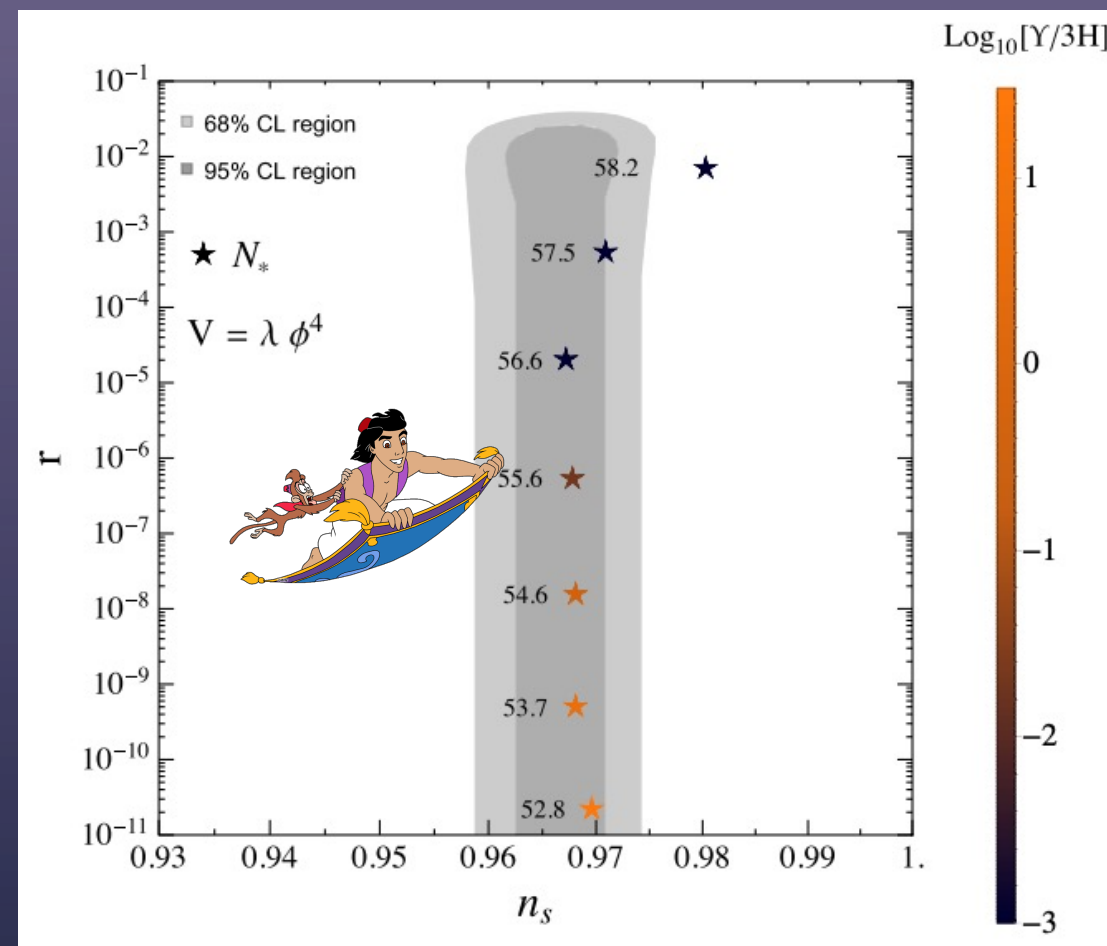 Log₁₀[Υ/3H]
10⁻¹
68% CL region
95% CL region
10⁻²
58.2
1
10⁻³
★ N⁎
57.5
10⁻⁴
V = λ ϕ⁴
56.6
0
10⁻⁵
r
10⁻⁶
55.6
10⁻⁷
−1
54.6
10⁻⁸
10⁻⁹
53.7
−2
10⁻¹⁰
52.8
10⁻¹¹
0.93 0.94 0.95 0.96 0.97 0.98 0.99 1.
nₛ
−3